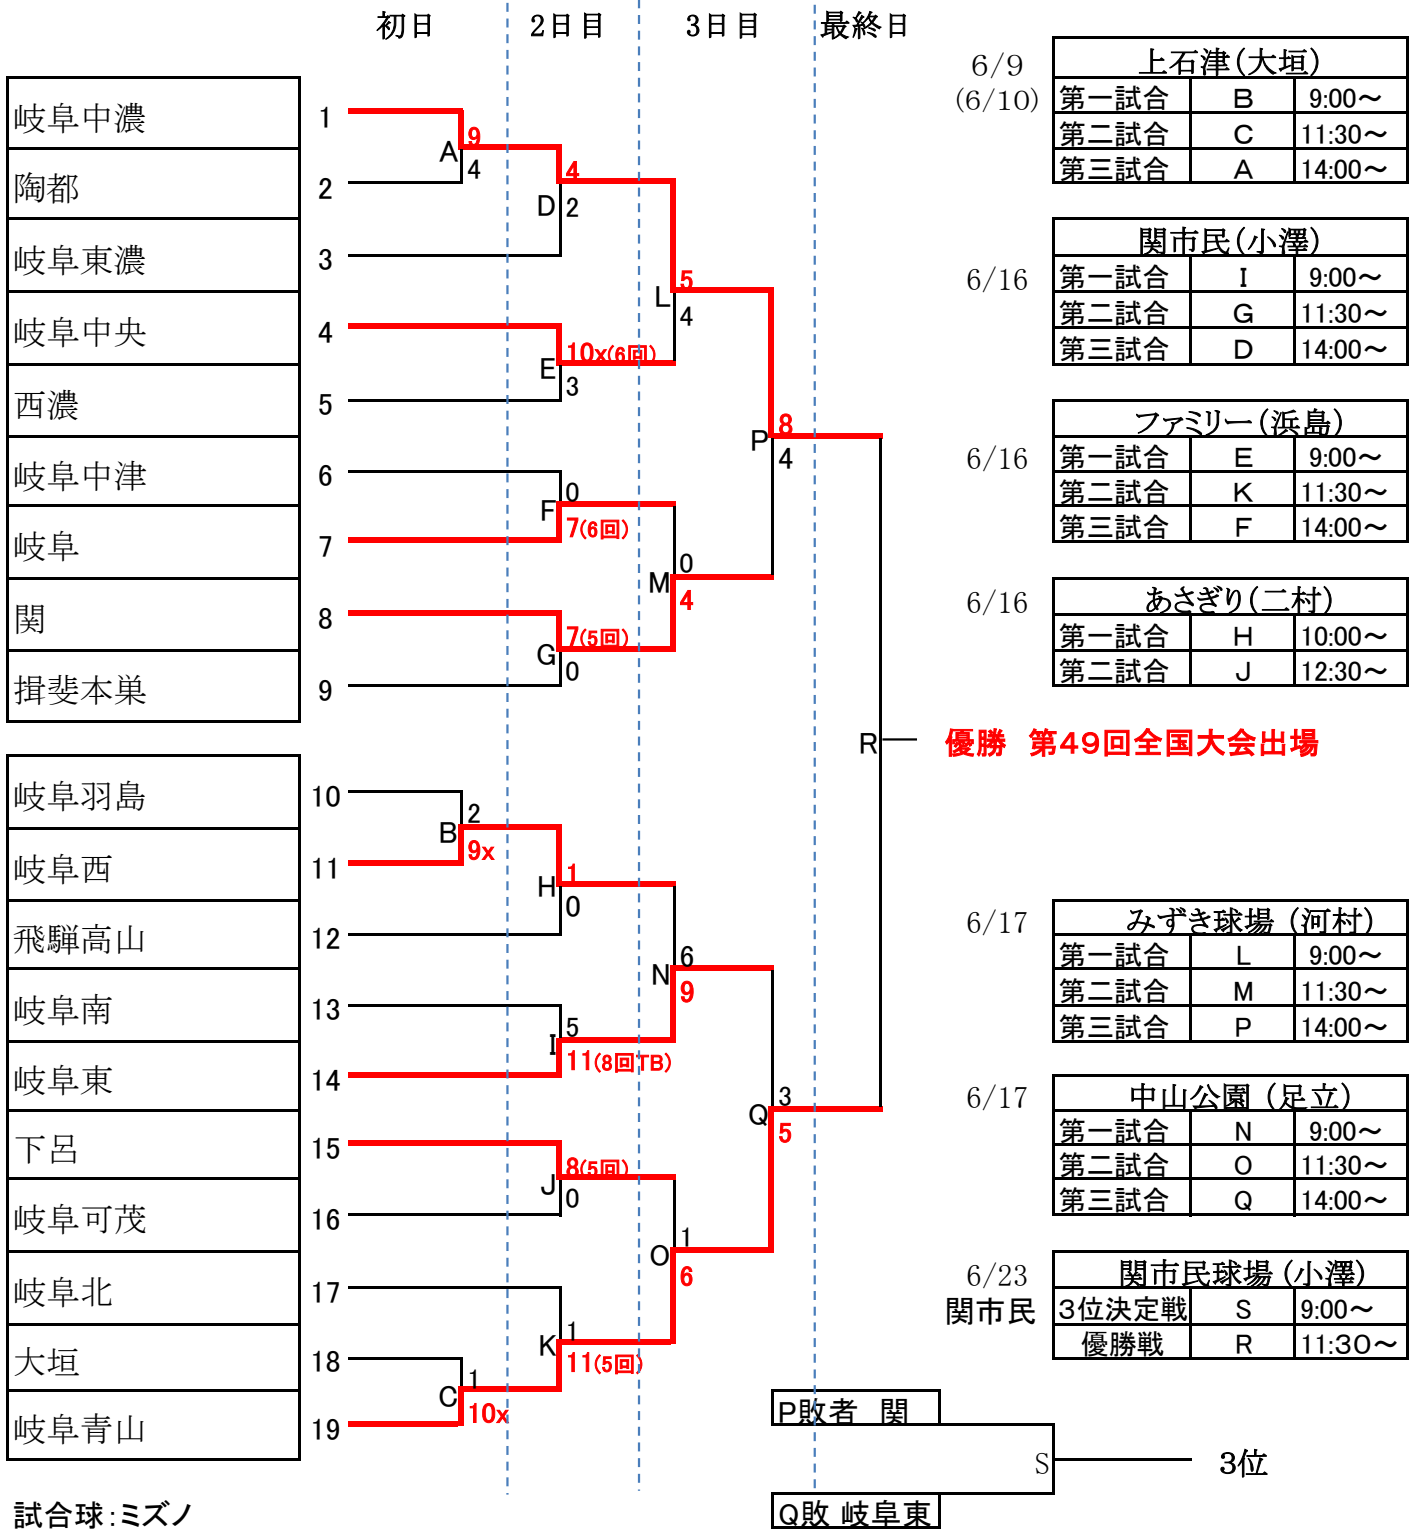 初日 2日目 3日目 最終日
岐阜中濃 1
陶都 2
岐阜東濃 3
岐阜中央 4
西濃 5
岐阜中津 6
岐阜 7
関 8
揖斐本巣 9
岐阜羽島 10
岐阜西 11
飛騨高山 12
岐阜南 13
岐阜東 14
下呂 15
岐阜可茂 16
岐阜北 17
大垣 18
岐阜青山 19
A 9 4
B 2 9x
C 1 10x
D 4 2
E 10x(6回) 3
F 0 7(6回)
G 7(5回) 0
H 1 0
I 5 11(8回TB)
J 8(5回) 0
K 1 11(5回)
L 5 4
M 0 4
N 6 9
O 1 6
P 8 4
Q 3 5
R 優勝 第49回全国大会出場
6/9
(6/10)
上石津(大垣)
第一試合 B 9:00～
第二試合 C 11:30～
第三試合 A 14:00～
6/16
関市民(小澤)
第一試合 I 9:00～
第二試合 G 11:30～
第三試合 D 14:00～
6/16
ファミリー(浜島)
第一試合 E 9:00～
第二試合 K 11:30～
第三試合 F 14:00～
6/16
あさぎり(二村)
第一試合 H 10:00～
第二試合 J 12:30～
6/17
みずき球場 (河村)
第一試合 L 9:00～
第二試合 M 11:30～
第三試合 P 14:00～
6/17
中山公園 (足立)
第一試合 N 9:00～
第二試合 O 11:30～
第三試合 Q 14:00～
6/23
関市民
関市民球場(小澤)
3位決定戦 S 9:00～
優勝戦 R 11:30～
P敗者 関
S 3位
Q敗 岐阜東
試合球:ミズノ